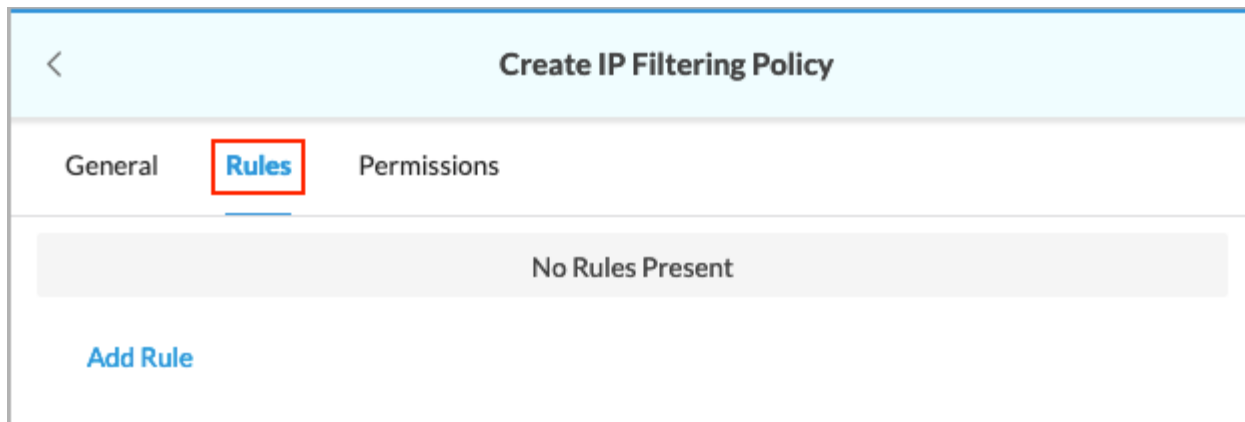 Create IP Filtering Policy
General Rules Permissions
No Rules Present
Add Rule